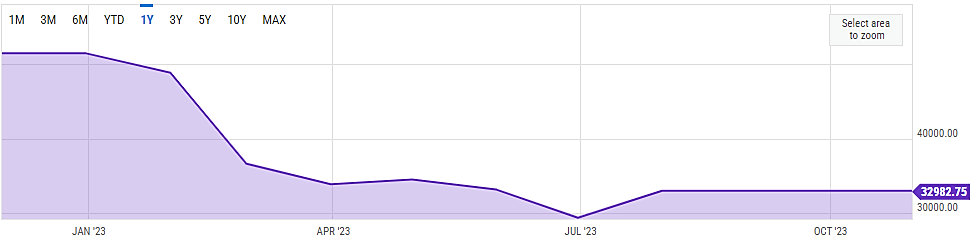 1M 3M 6M YTD 1Y 3Y 5Y 10Y MAX
Select area
to zoom
40000.00
32982.75
30000.00
JAN '23 APR '23 JUL '23 OCT '23